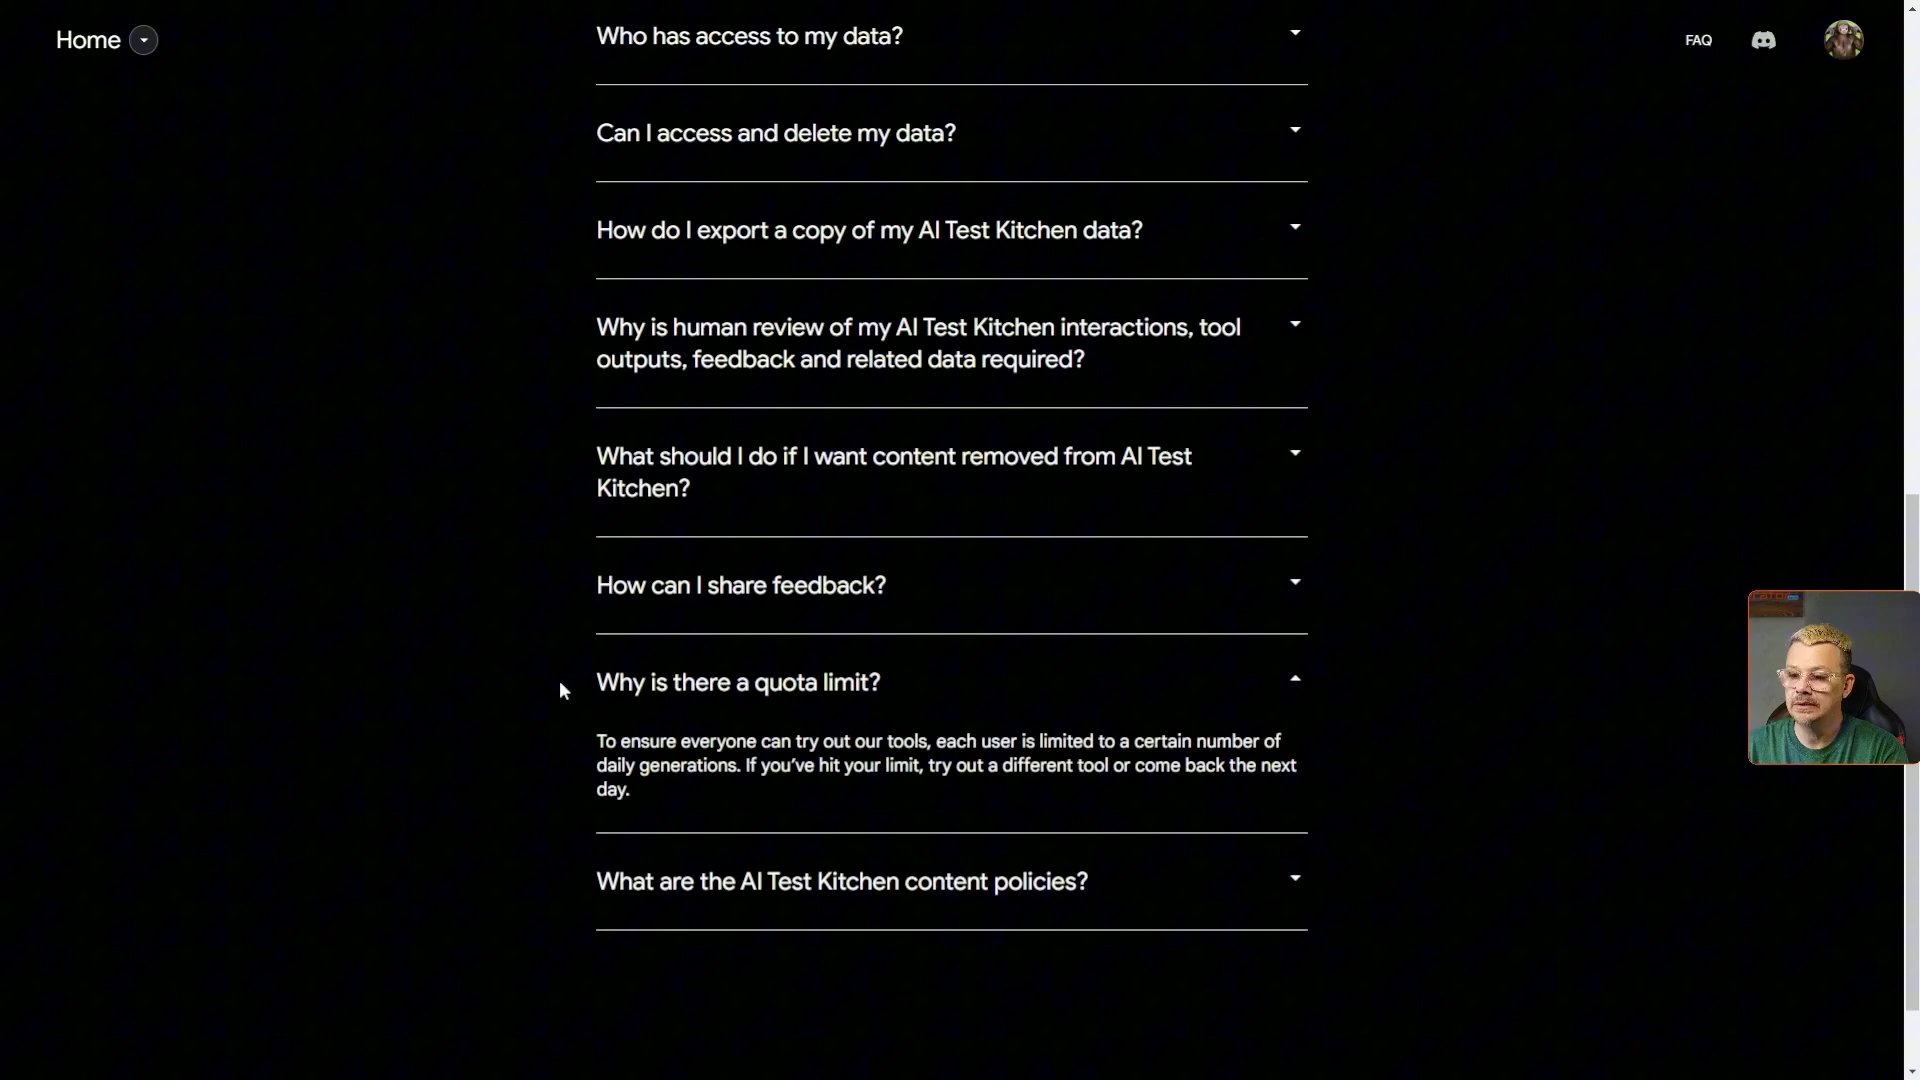 Home
FAQ
Who has access to my data?
Can I access and delete my data?
How do I export a copy of my AI Test Kitchen data?
Why is human review of my AI Test Kitchen interactions, tool
outputs, feedback and related data required?
What should I do if I want content removed from AI Test
Kitchen?
How can I share feedback?
Why is there a quota limit?
To ensure everyone can try out our tools, each user is limited to a certain number of
daily generations. If you’ve hit your limit, try out a different tool or come back the next
day.
What are the AI Test Kitchen content policies?